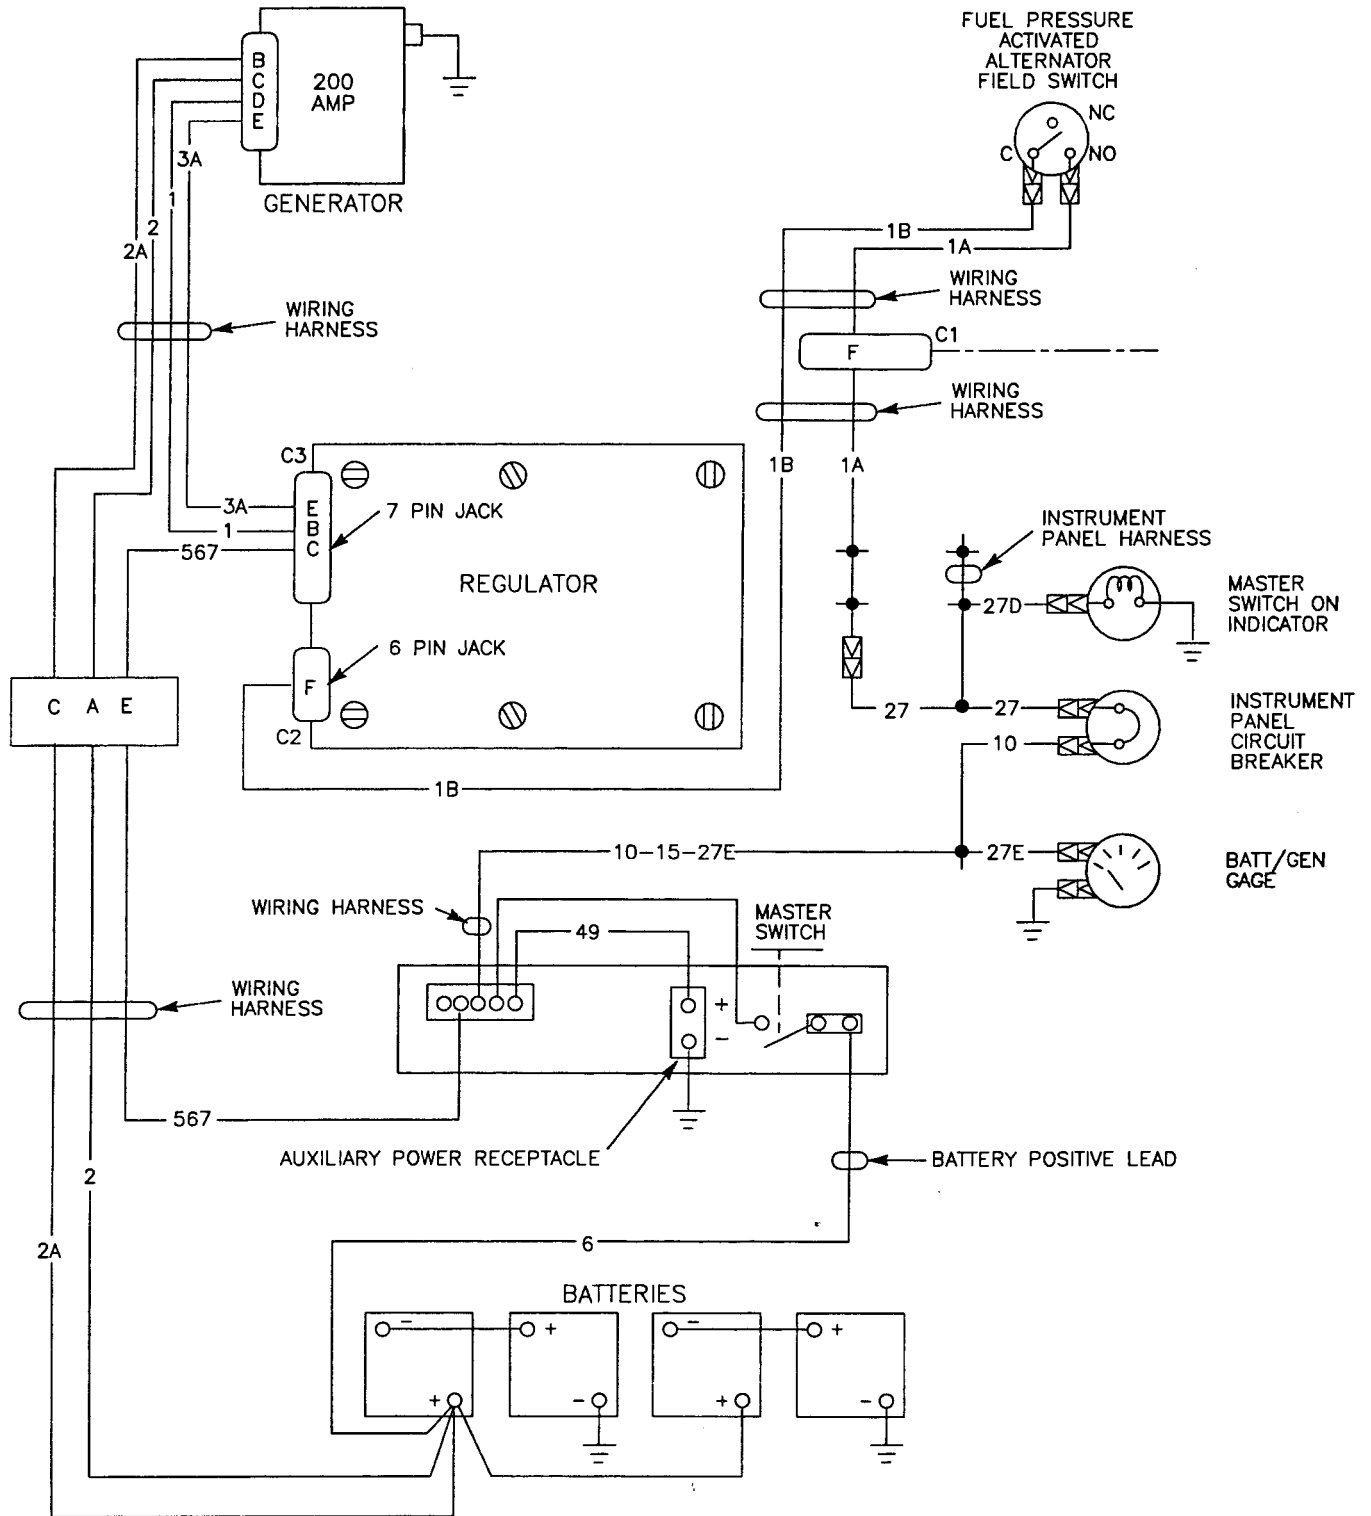 FUEL PRESSURE
ACTIVATED
ALTERNATOR
FIELD SWITCH
NC
C
NO
B
C
D
E
200
AMP
GENERATOR
3A
1
2
2A
1B
1A
WIRING
HARNESS
WIRING
HARNESS
C1
F
WIRING
HARNESS
C3
3A
1
567
E
B
C
7 PIN JACK
1B
1A
INSTRUMENT
PANEL HARNESS
REGULATOR
27D
MASTER
SWITCH ON
INDICATOR
6 PIN JACK
F
C2
C A E
27
27
10
INSTRUMENT
PANEL
CIRCUIT
BREAKER
1B
10-15-27E
27E
BATT/GEN
GAGE
WIRING HARNESS
49
MASTER
SWITCH
WIRING
HARNESS
+
-
567
AUXILIARY POWER RECEPTACLE
BATTERY POSITIVE LEAD
2
2A
6
BATTERIES
- + - +
+ - + -